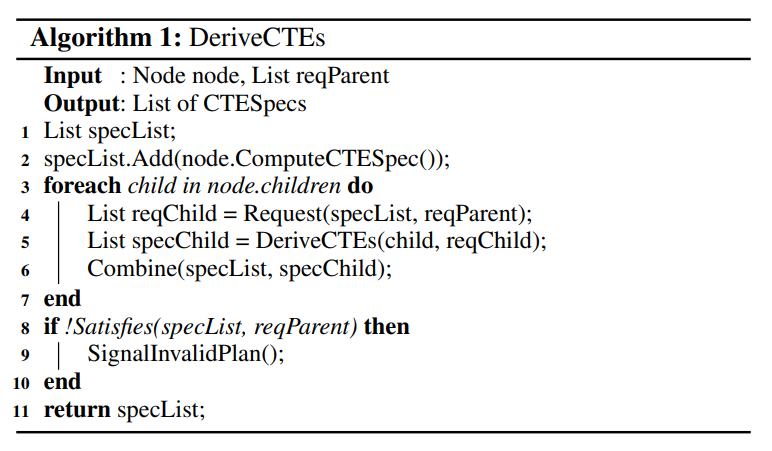 Algorithm 1: DeriveCTEs
Input : Node node, List reqParent
Output: List of CTESpecs
1 List specList;
2 specList.Add(node.ComputeCTESpec());
3 foreach child in node.children do
4 List reqChild = Request(specList, reqParent);
5 List specChild = DeriveCTEs(child, reqChild);
6 Combine(specList, specChild);
7 end
8 if !Satisfies(specList, reqParent) then
9 SignalInvalidPlan();
10 end
11 return specList;